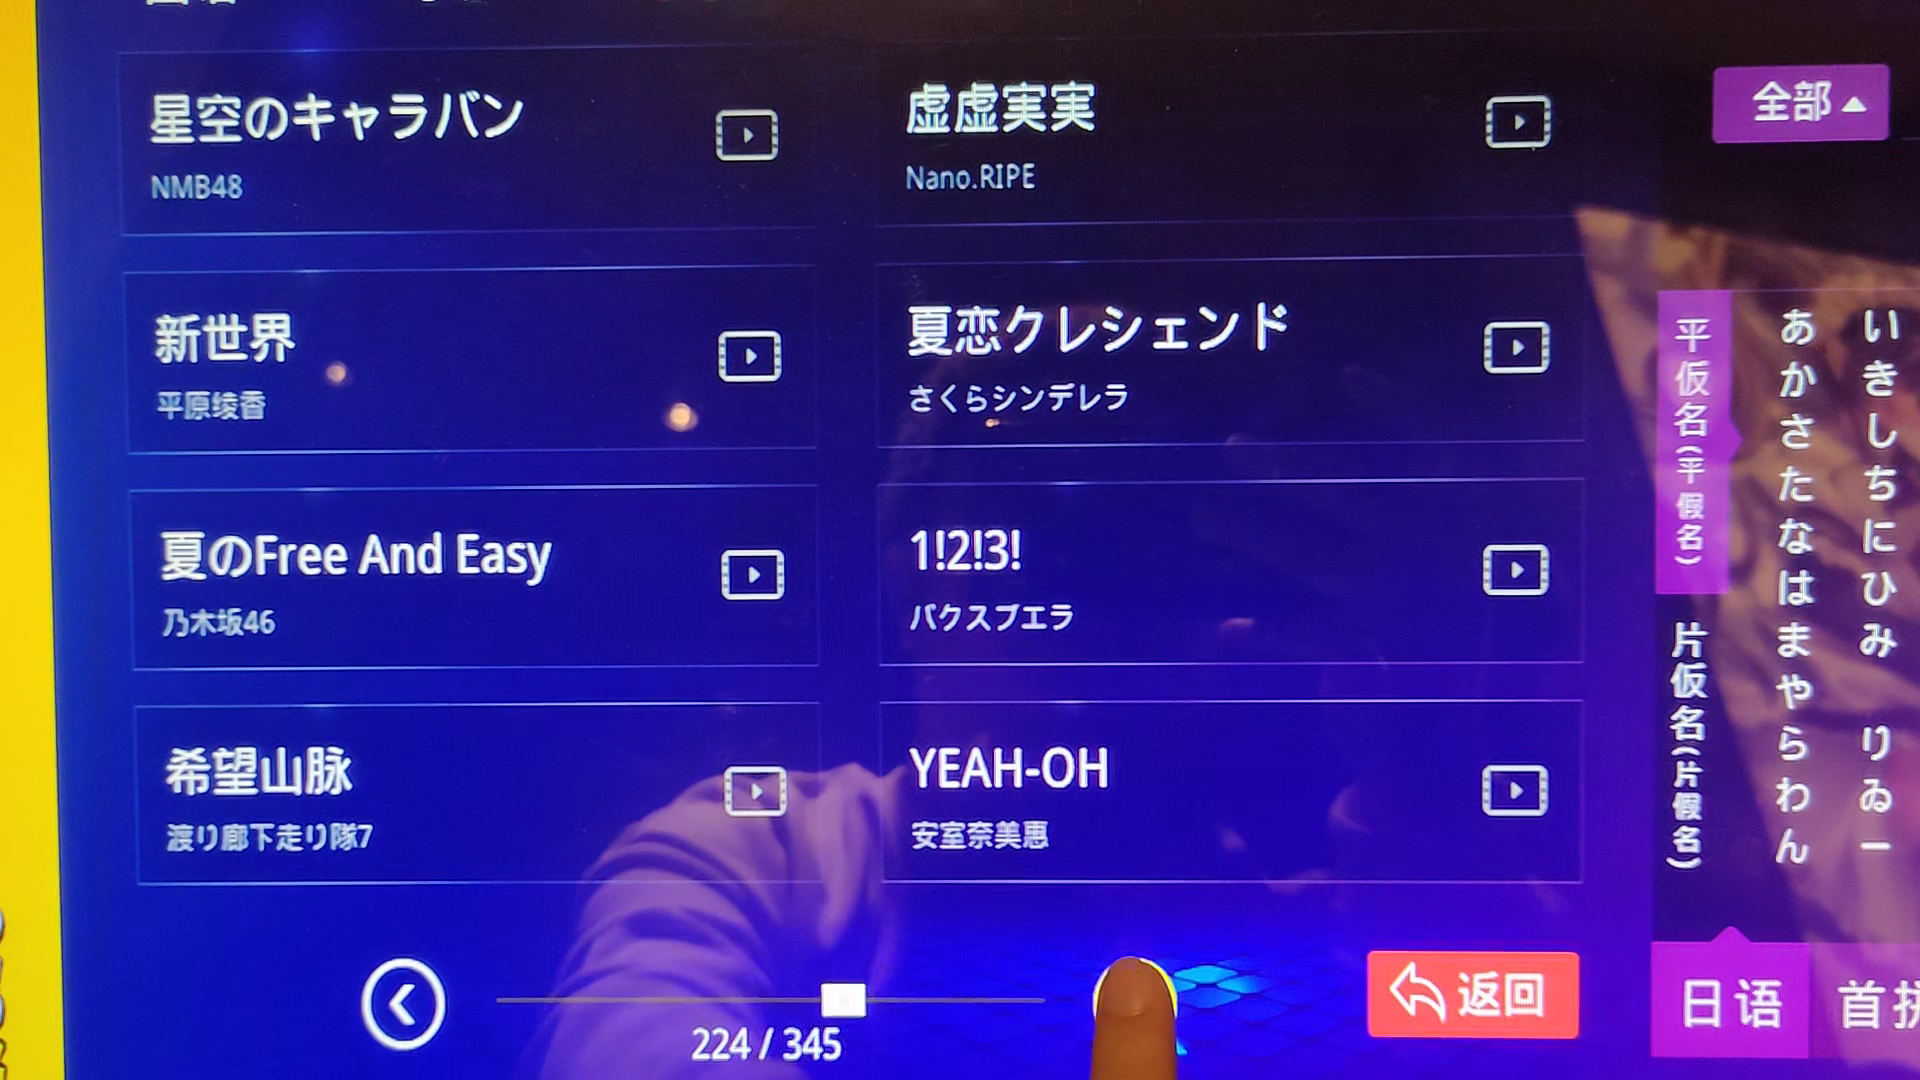 星空のキャラバン
NMB48
虚虚実実
Nano.RIPE
新世界
平原绫香
夏恋クレシェンド
さくらシンデレラ
夏のFree And Easy
乃木坂46
1!2!3!
バクスブエラ
希望山脉
渡り廊下走り隊7
YEAH-OH
安室奈美惠
224 / 345
返回
全部
平仮名(平假名)
片仮名(片假名)
あかさたなはまやらわん
いきしちにひみ りゐー
日语
首拼